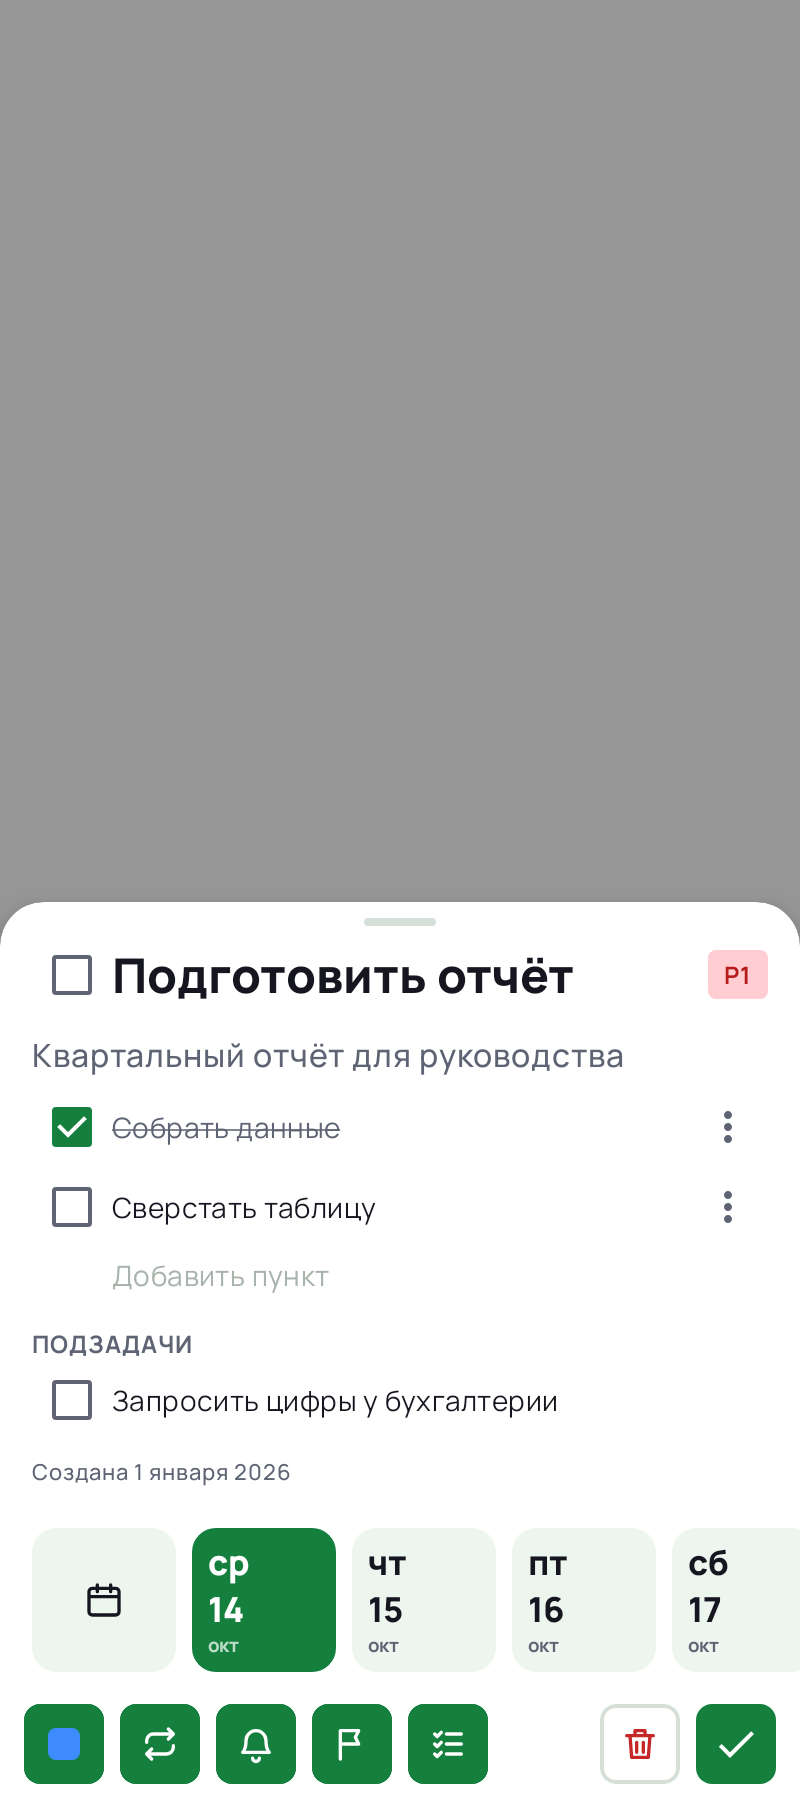 Подготовить отчёт
P1
Квартальный отчёт для руководства
Собрать данные
Сверстать таблицу
Добавить пункт
ПОДЗАДАЧИ
Запросить цифры у бухгалтерии
Создана 1 января 2026
ср
14
окт
чт
15
окт
пт
16
окт
сб
17
окт